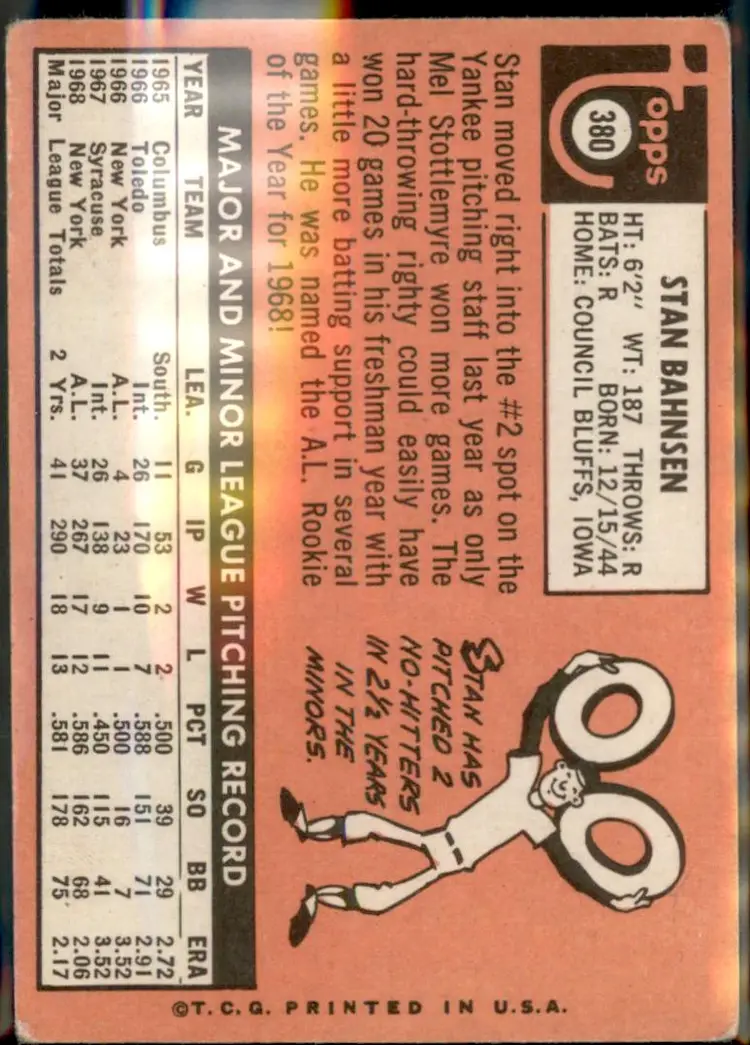 Topps
380
STAN BAHNSEN
HT: 6'2" WT: 187 THROWS: R
BATS: R BORN: 12/15/44
HOME: COUNCIL BLUFFS, IOWA
Stan moved right into the #2 spot on the
Yankee pitching staff last year as only
Mel Stottlemyre won more games. The
hard-throwing righty could easily have
won 20 games in his freshman year with
a little more batting support in several
games. He was named the A.L. Rookie
of the Year for 1968!
STAN HAS
PITCHED 2
NO-HITTERS
IN 2½ YEARS
IN THE
MINORS.
MAJOR AND MINOR LEAGUE PITCHING RECORD
YEAR TEAM LEA. G IP W L PCT SO BB ERA
1965 Columbus South. 11 53 2 2 .500 39 29 2.72
1966 Toledo Int. 26 170 10 7 .588 151 71 2.91
1966 New York A.L. 4 23 1 1 .500 16 7 3.52
1967 Syracuse Int. 26 138 9 11 .450 115 41 3.52
1968 New York A.L. 37 267 17 12 .586 162 68 2.06
Major League Totals 2 Yrs. 41 290 18 13 .581 178 75 2.17
©T.C.G. PRINTED IN U.S.A.